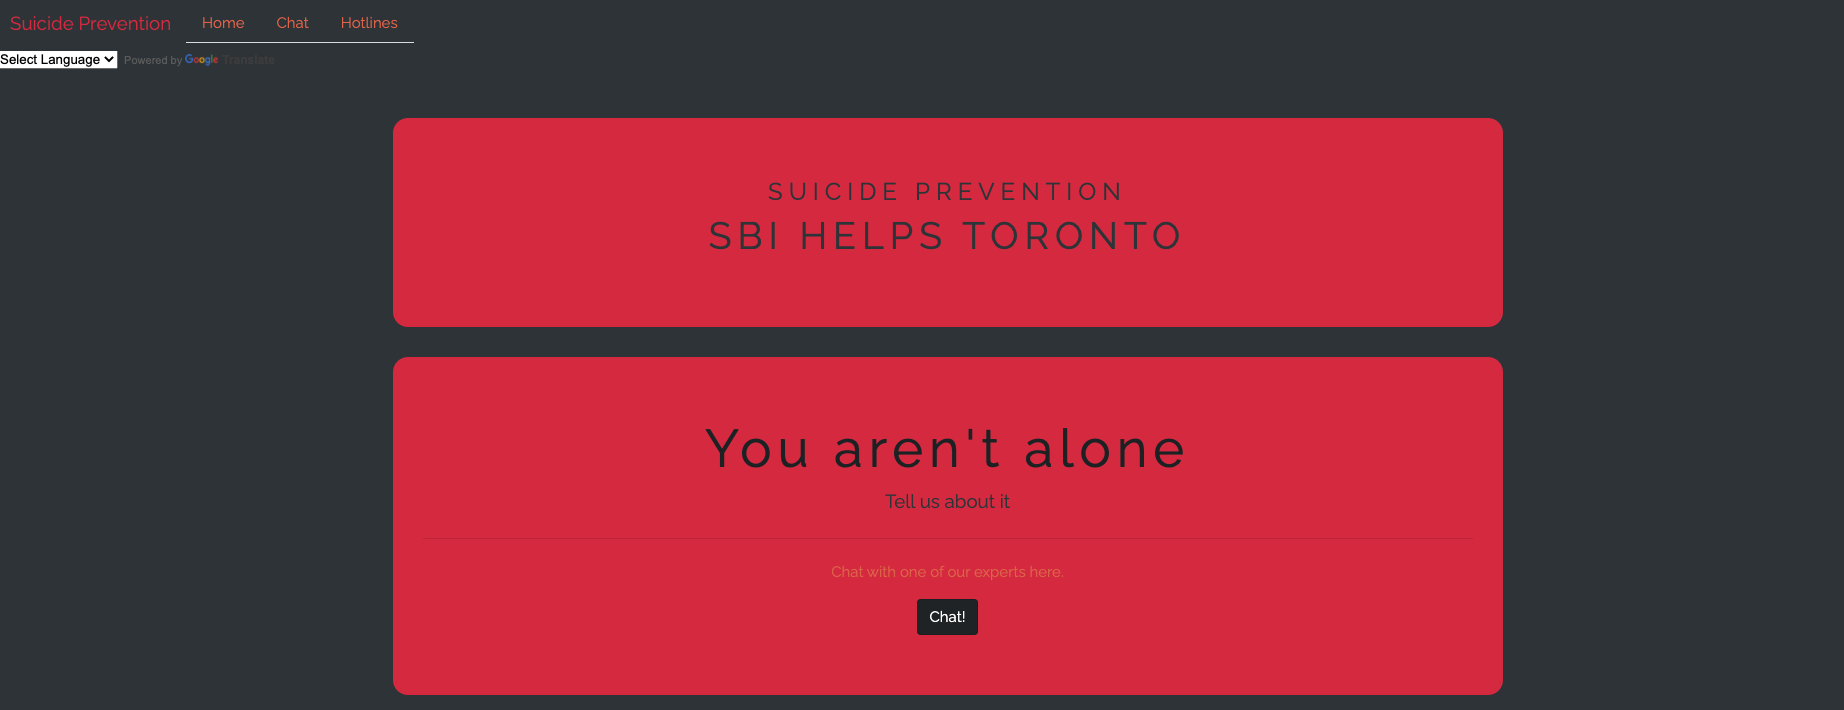 Suicide Prevention Home Chat Hotlines
Select Language Powered by Google Translate
SUICIDE PREVENTION
SBI HELPS TORONTO
You aren't alone
Tell us about it
Chat with one of our experts here.
Chat!